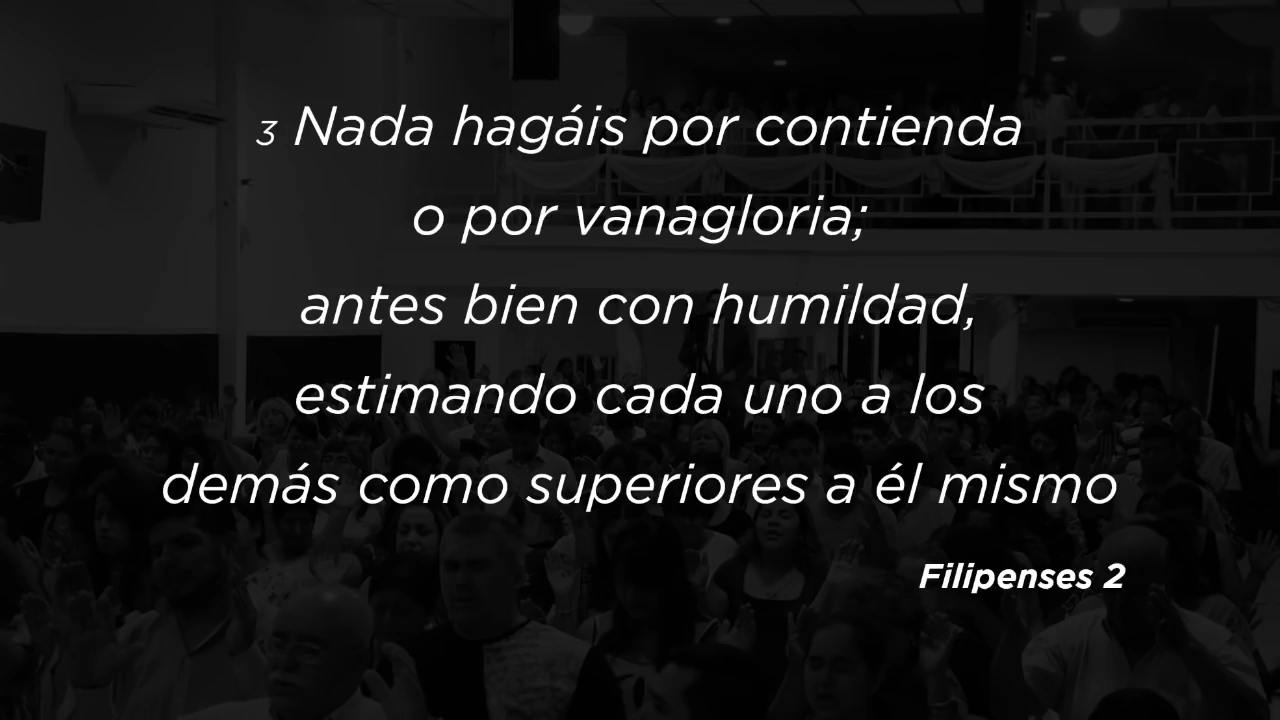 3 Nada hagáis por contienda
o por vanagloria;
antes bien con humildad,
estimando cada uno a los
demás como superiores a él mismo
Filipenses 2